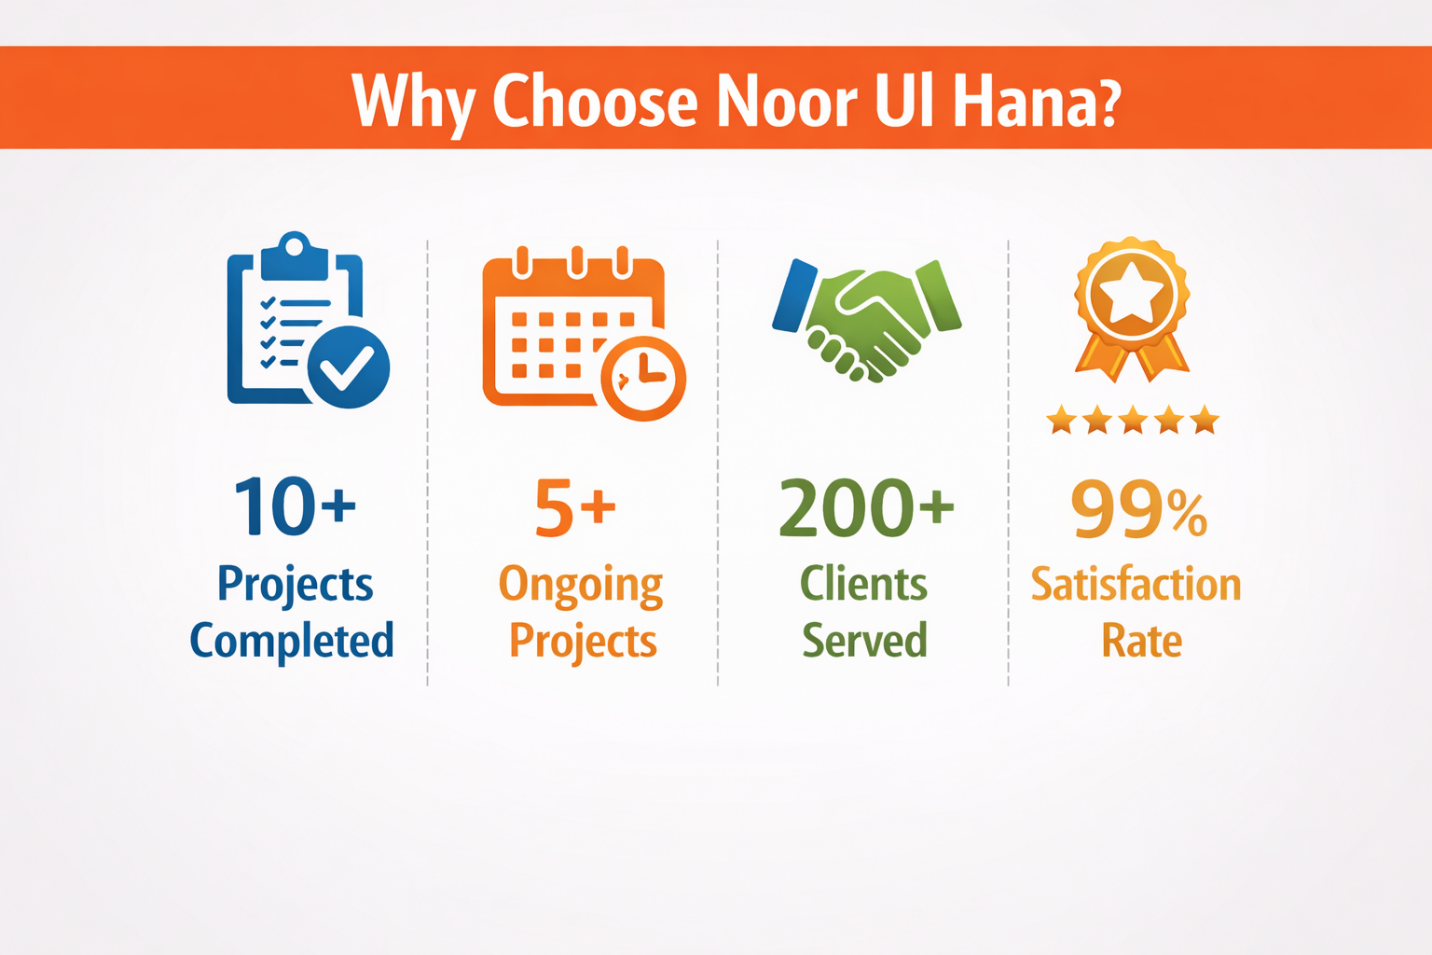 Why Choose Noor Ul Hana?
10+
Projects
Completed
5+
Ongoing
Projects
200+
Clients
Served
99%
Satisfaction
Rate